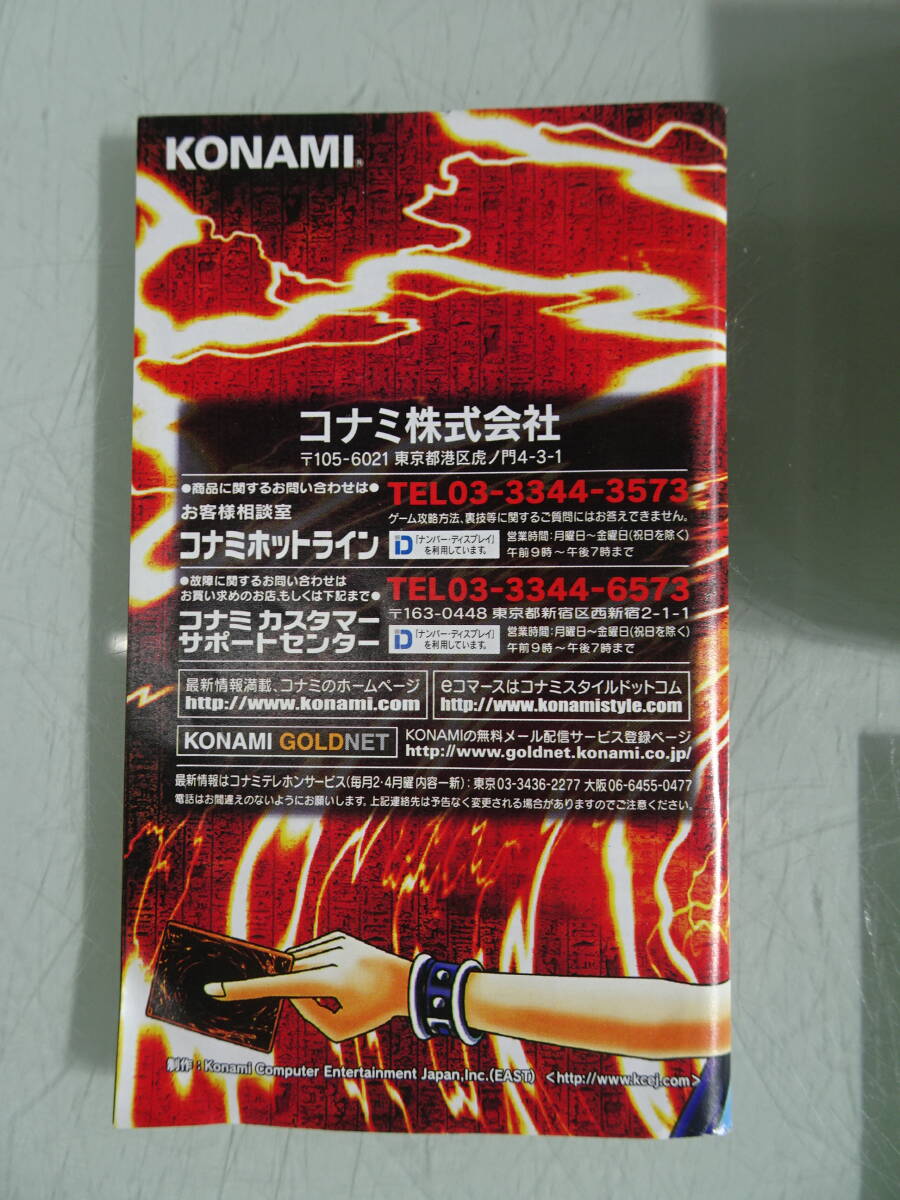 KONAMI®
コナミ株式会社
〒105-6021 東京都港区虎ノ門4-3-1
●商品に関するお問い合わせは●
お客様相談室
コナミホットライン
TEL03-3344-3573
ゲーム攻略方法、裏技等に関するご質問にはお答えできません。
「ナンバー・ディスプレイ」
を利用しています。
営業時間:月曜日〜金曜日(祝日を除く)
午前9時〜午後7時まで
●故障に関するお問い合わせは
お買い求めのお店、もしくは下記まで●
コナミ カスタマー
サポートセンター
TEL03-3344-6573
〒163-0448 東京都新宿区西新宿2-1-1
「ナンバー・ディスプレイ」
を利用しています。
営業時間:月曜日〜金曜日(祝日を除く)
午前9時〜午後7時まで
最新情報満載、コナミのホームページ
http://www.konami.com
eコマースはコナミスタイルドットコム
http://www.konamistyle.com
KONAMI GOLDNET
KONAMIの無料メール配信サービス登録ページ
http://www.goldnet.konami.co.jp/
最新情報はコナミテレホンサービス(毎月2・4月曜 内容一新):東京03-3436-2277 大阪06-6455-0477
電話はお間違えのないようにお願いします。上記連絡先は予告なく変更される場合がありますのでご注意ください。
制作:Konami Computer Entertainment Japan,Inc.(EAST) <http://www.kcej.com>